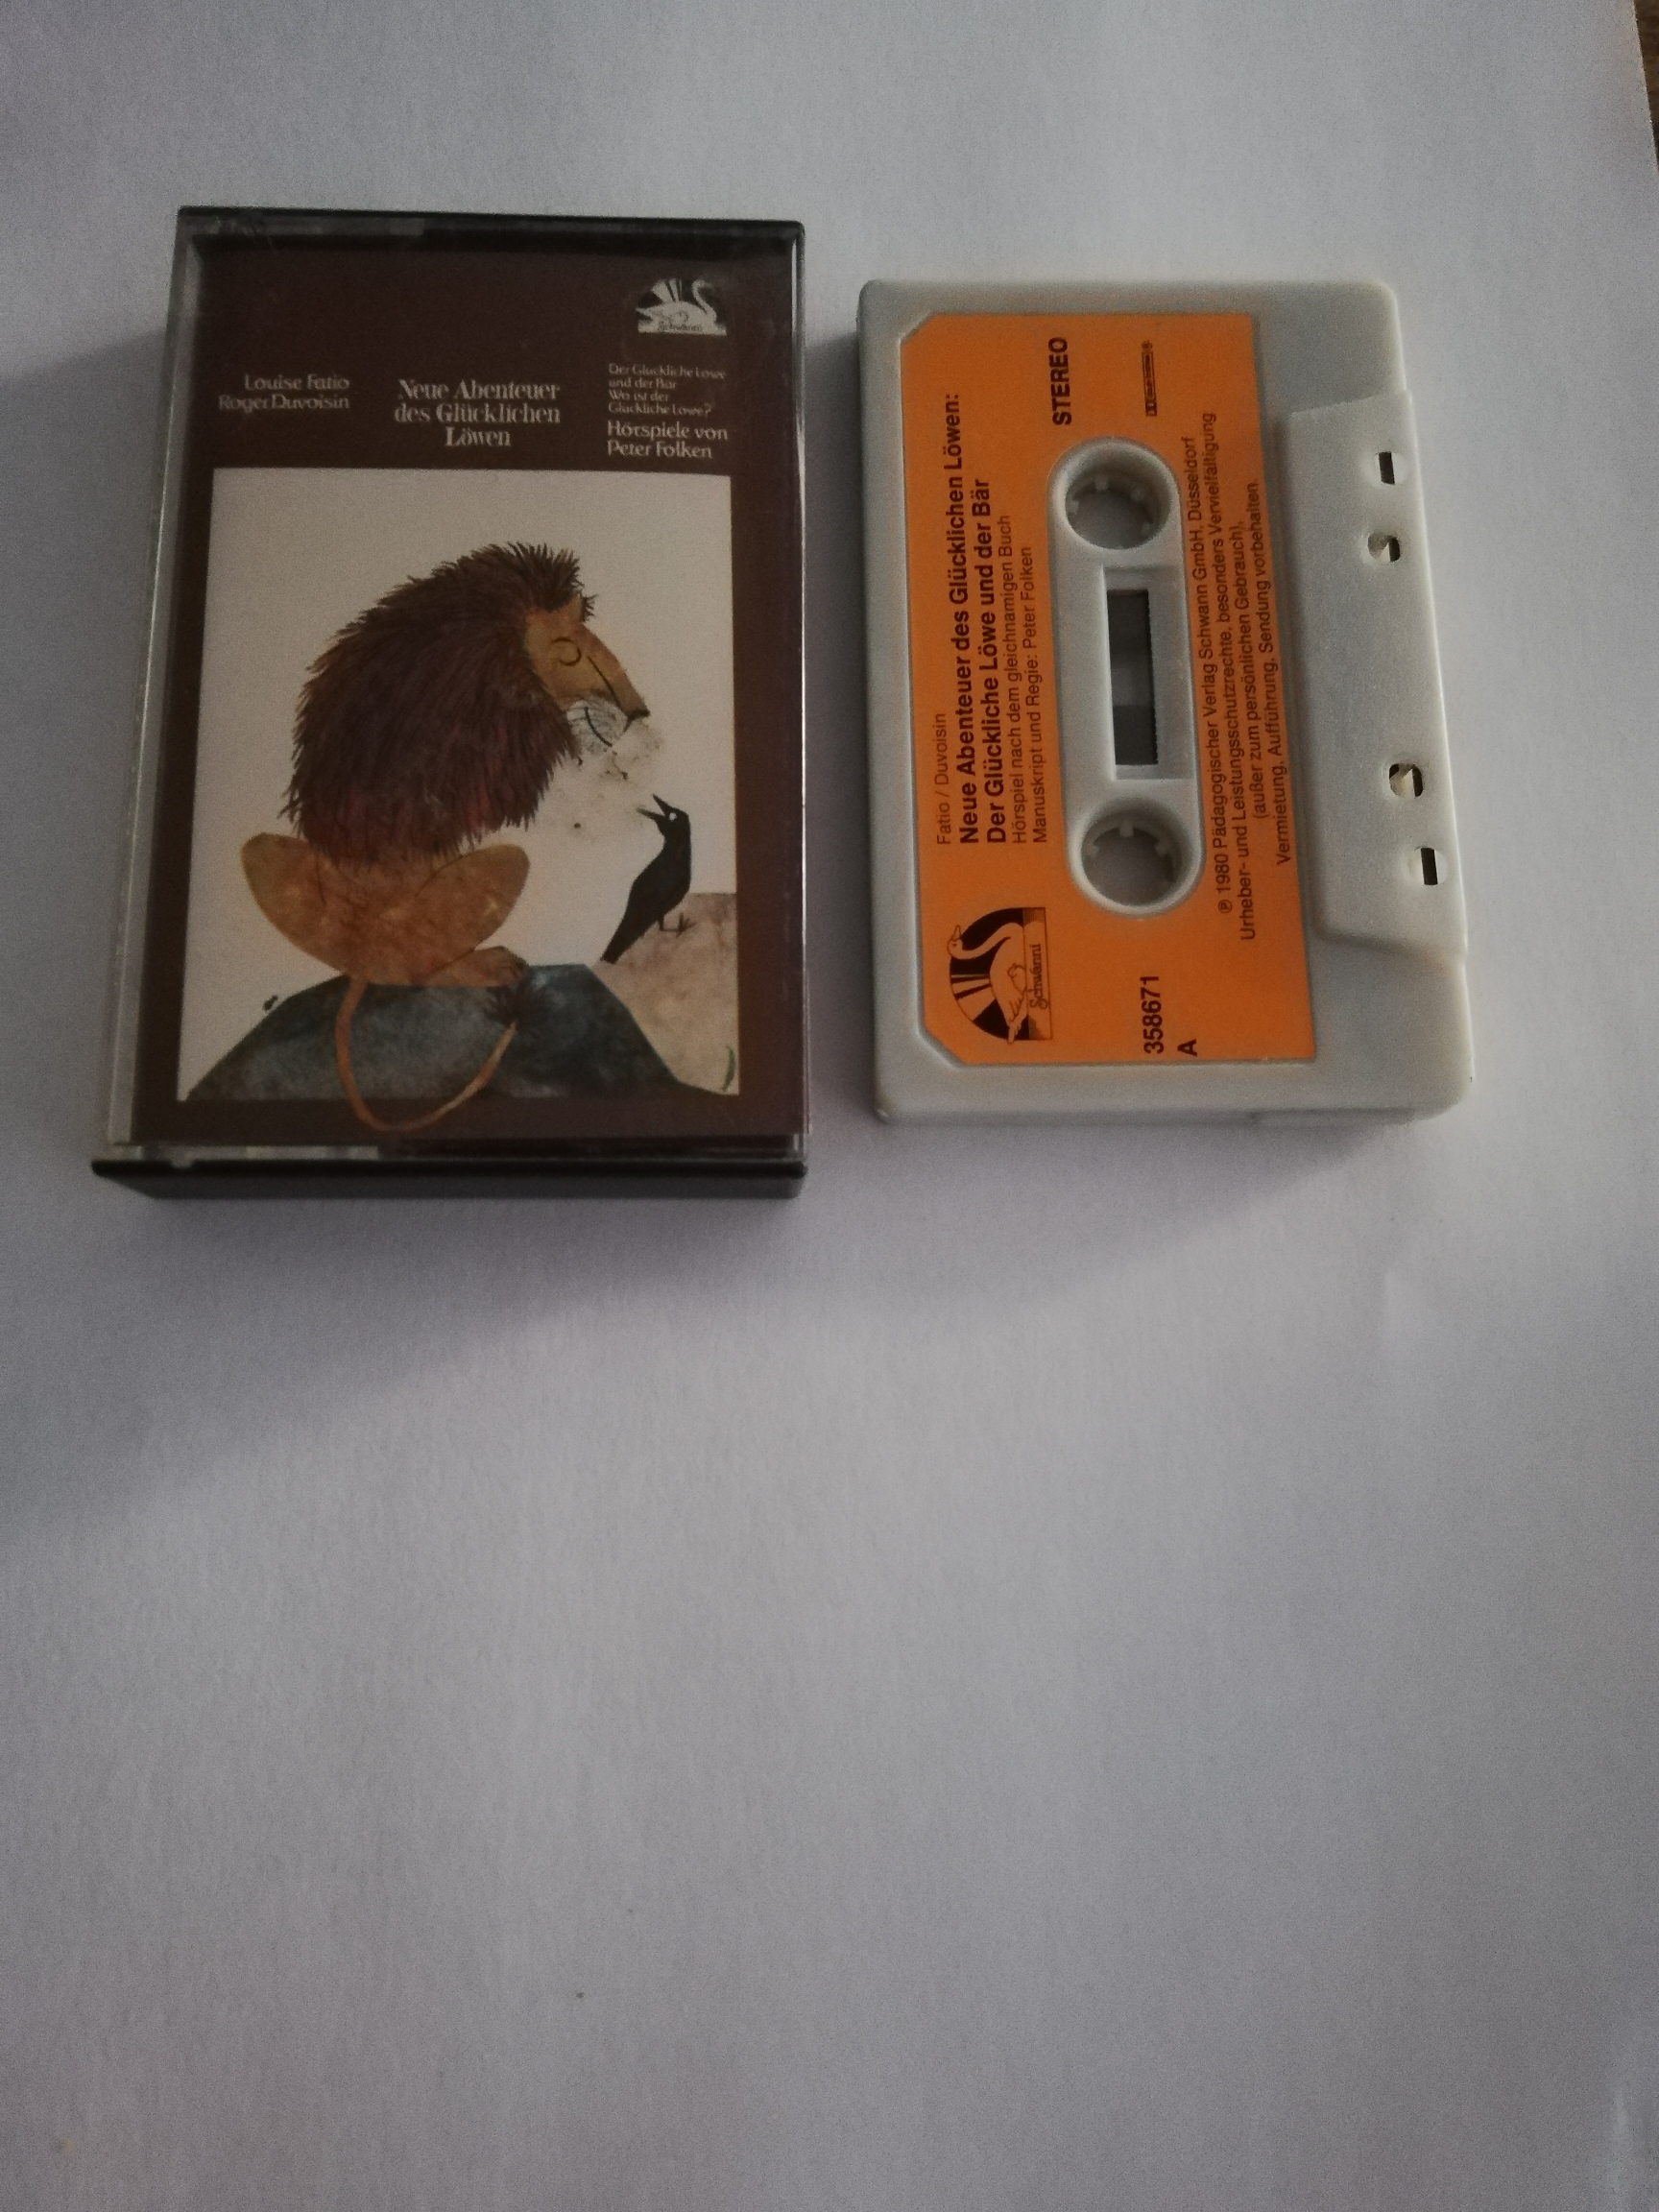 Schwanni
Louise Fatio
Roger Duvoisin
Neue Abenteuer
des Glücklichen
Löwen
Der Glückliche Löwe
und der Bär
Wo ist der
Glückliche Löwe?
Hörspiele von
Peter Folken
Fatio / Duvoisin
Neue Abenteuer des Glücklichen Löwen:
Der Glückliche Löwe und der Bär
Hörspiel nach dem gleichnamigen Buch
Manuskript und Regie: Peter Folken
STEREO
Schwanni
358671
A
℗ 1980 Pädagogischer Verlag Schwann GmbH, Düsseldorf
Urheber- und Leistungsschutzrechte, besonders Vervielfältigung
(außer zum persönlichen Gebrauch),
Vermietung, Aufführung, Sendung vorbehalten